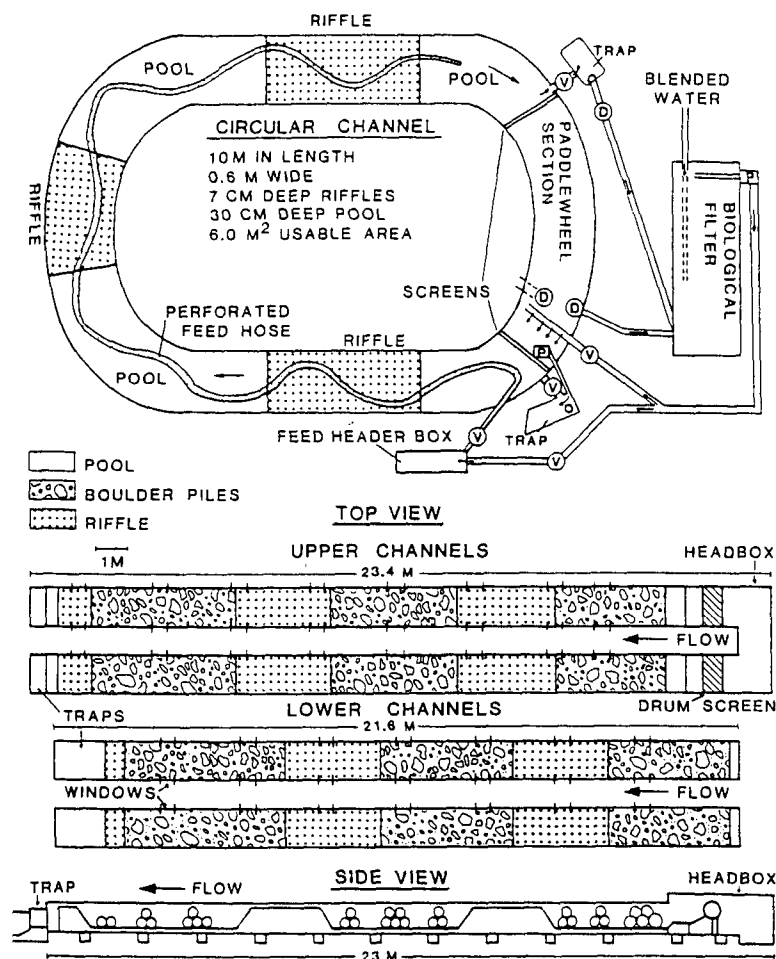 RIFFLE
POOL
POOL
V
TRAP
D
BLENDED
WATER
CIRCULAR CHANNEL
10M IN LENGTH
0.6 M WIDE
7 CM DEEP RIFFLES
30 CM DEEP POOL
6.0 M² USABLE AREA
PADDLEWHEEL
SECTION
P
BIOLOGICAL
FILTER
RIFFLE
SCREENS
D
D
PERFORATED
FEED HOSE
RIFFLE
P
V
V
POOL
TRAP
V
FEED HEADER BOX
V
POOL
BOULDER PILES
RIFFLE
TOP VIEW
1M
UPPER CHANNELS
HEADBOX
23.4 M
FLOW
TRAPS
LOWER CHANNELS
DRUM SCREEN
21.6 M
WINDOWS
FLOW
SIDE VIEW
TRAP
FLOW
HEADBOX
23 M